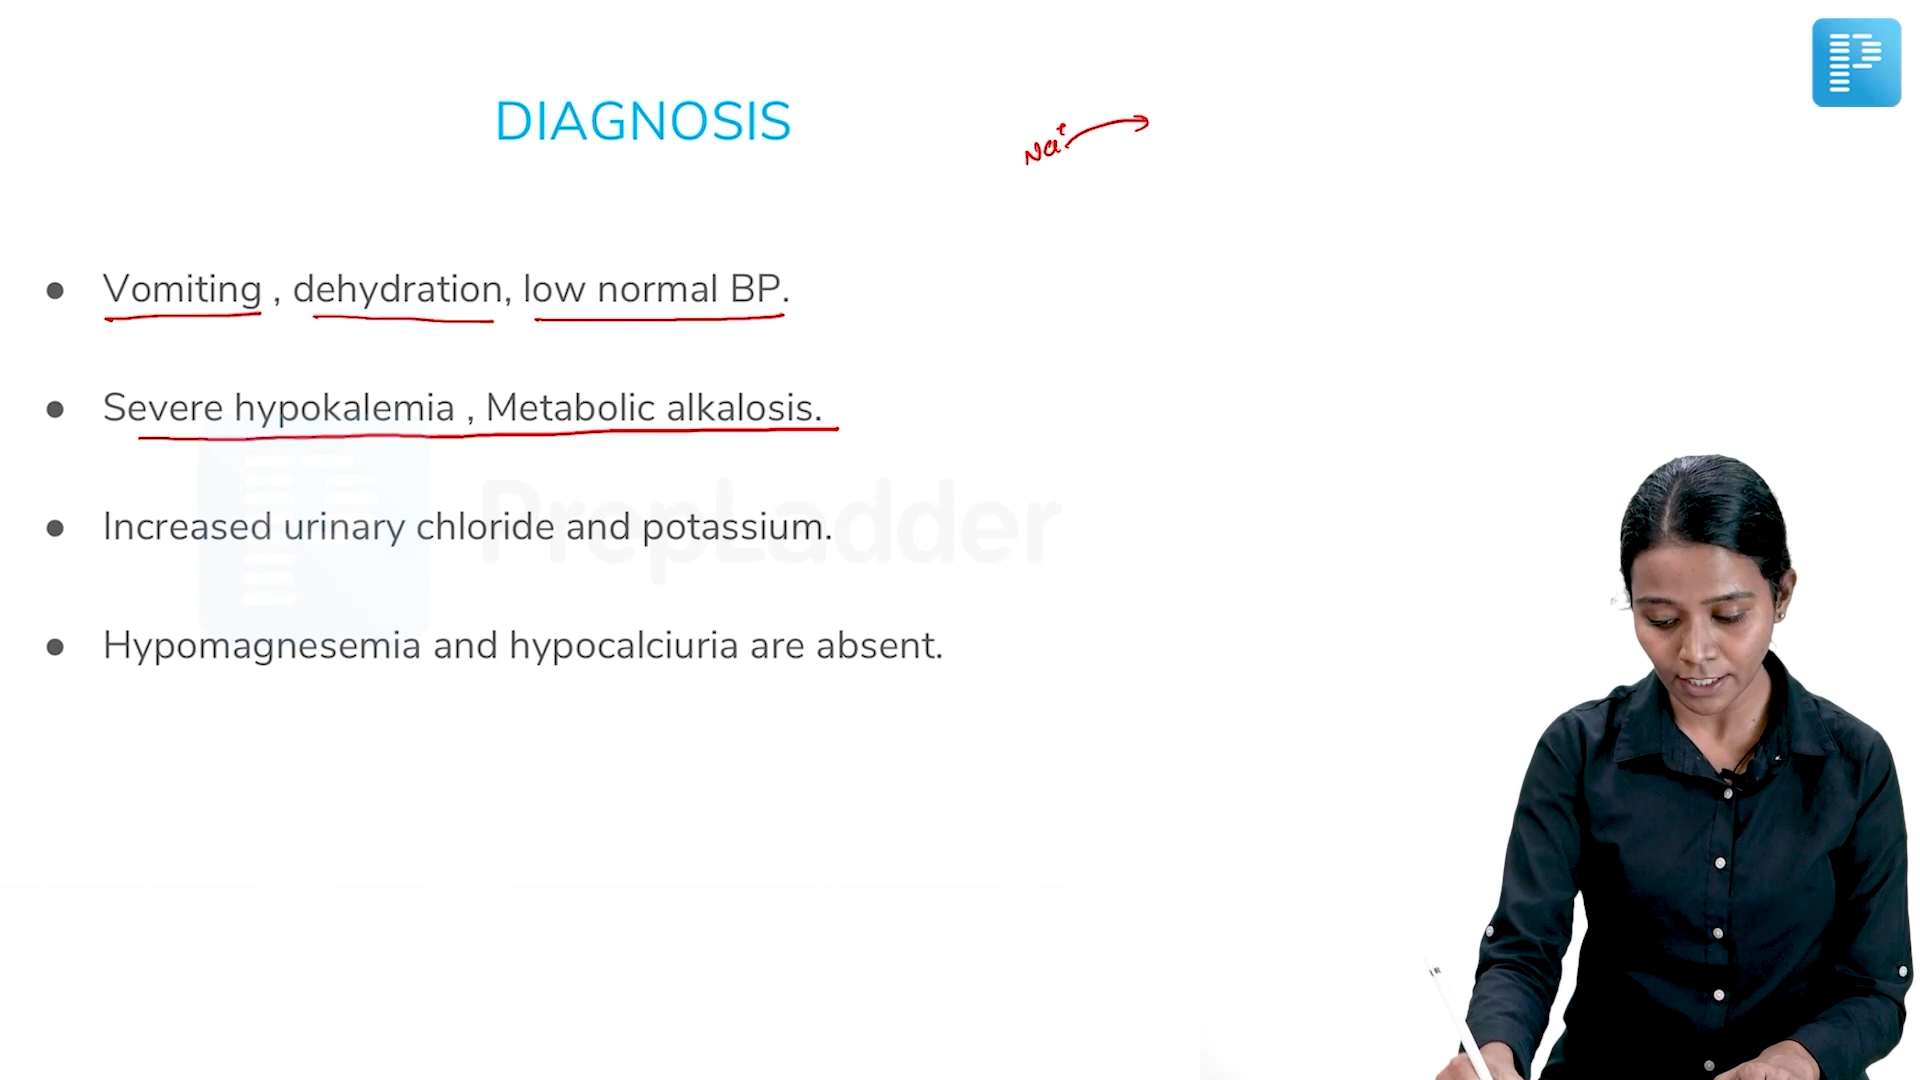 DIAGNOSIS
Na+
● Vomiting , dehydration, low normal BP.
● Severe hypokalemia , Metabolic alkalosis.
● Increased urinary chloride and potassium.
● Hypomagnesemia and hypocalciuria are absent.
PrepLadder